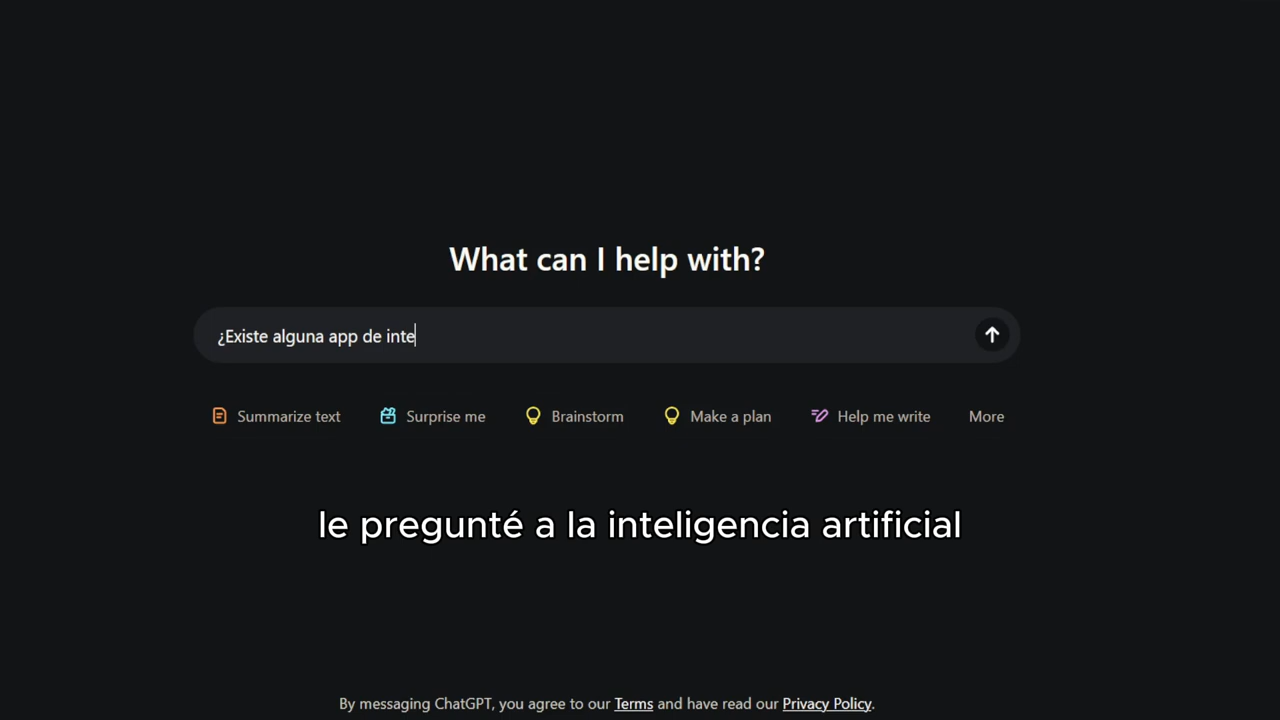 What can I help with?
¿Existe alguna app de inte
Summarize text Surprise me Brainstorm Make a plan Help me write More
le pregunté a la inteligencia artificial
By messaging ChatGPT, you agree to our Terms and have read our Privacy Policy.